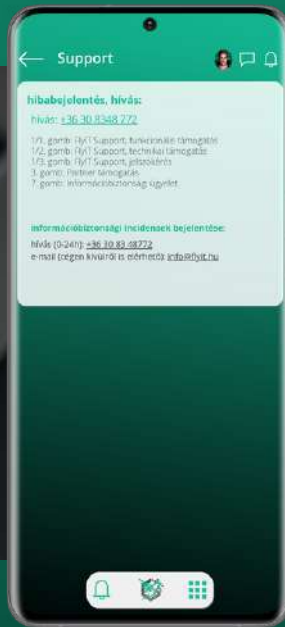 Support
hibabejelentés, hívás:
hívás: +36 30 8348 772
1/1. gomb: FlyIT Support, funkcionális támogatás
1/2. gomb: FlyIT Support, technikai támogatás
1/3. gomb: FlyIT Support, jelszókérés
3. gomb: Partner támogatás
7. gomb: információbiztonsági ügyelet
információbiztonsági incidensek bejelentése:
hívás (0-24h): +36 30 83 48772
e-mail (cégen kívülről is elérhető): info@flyit.hu